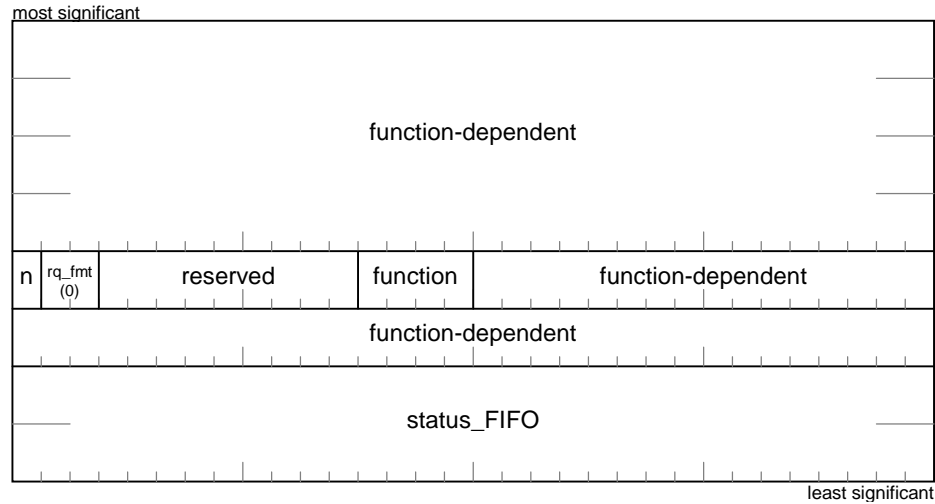 most significant
function-dependent
n rq_fmt (0) reserved function function-dependent
function-dependent
status_FIFO
least significant